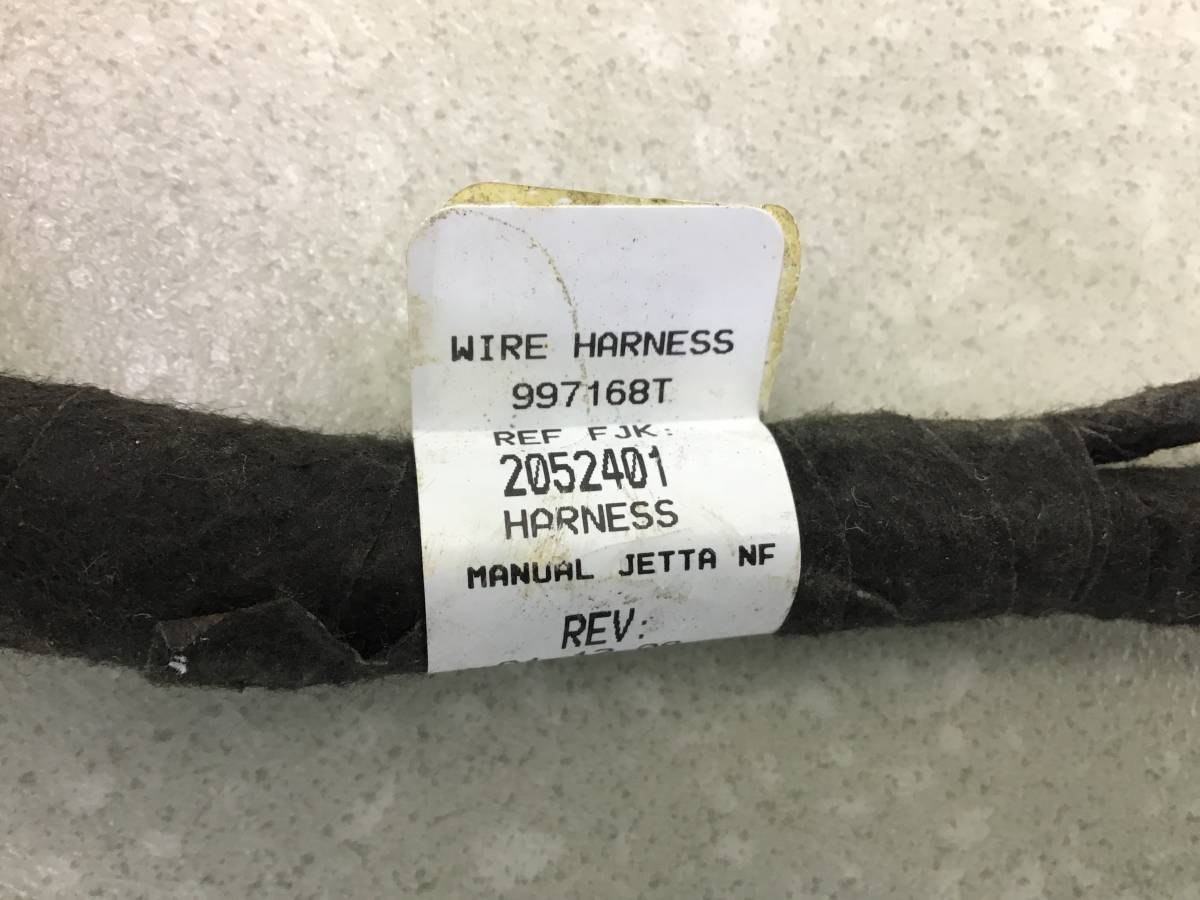 WIRE HARNESS
997168T
REF FJK:
2052401
HARNESS
MANUAL JETTA NF
REV: